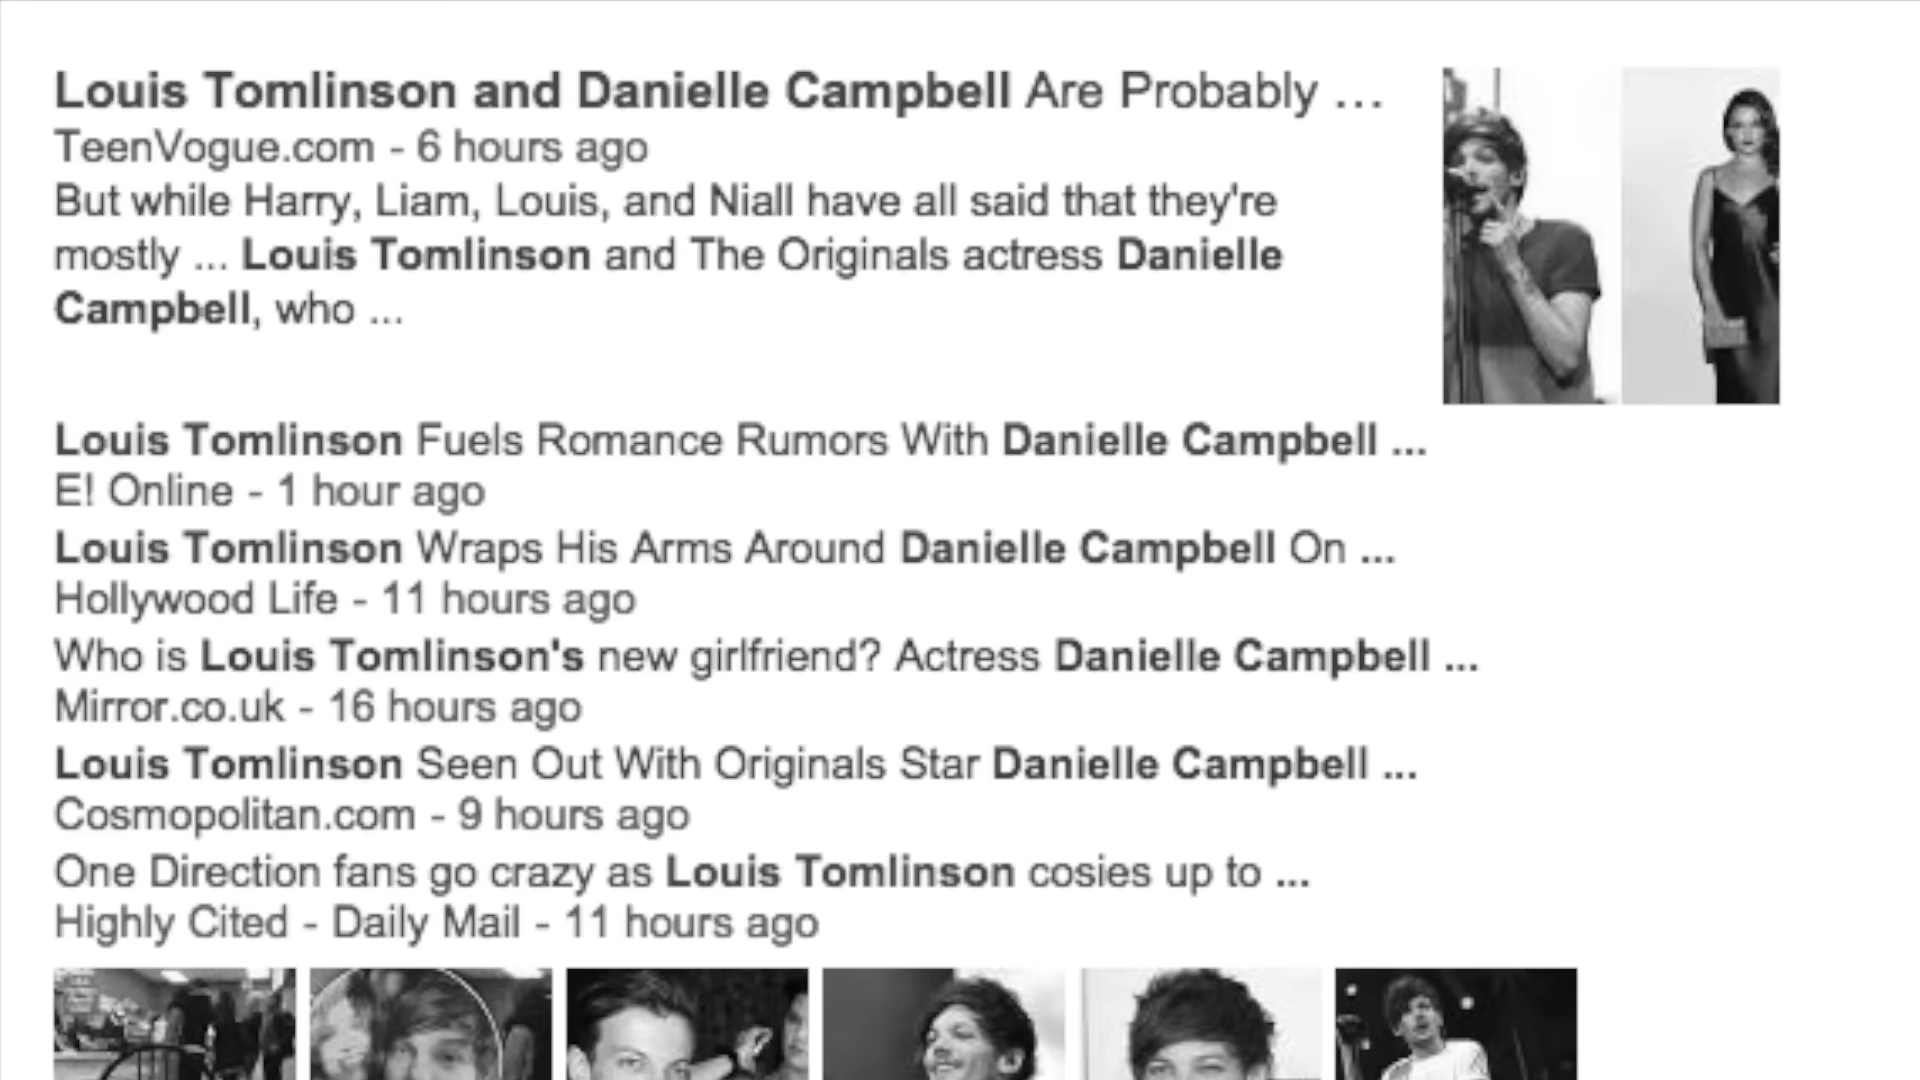 Louis Tomlinson and Danielle Campbell Are Probably ...
TeenVogue.com - 6 hours ago
But while Harry, Liam, Louis, and Niall have all said that they're
mostly ... Louis Tomlinson and The Originals actress Danielle
Campbell, who ...
Louis Tomlinson Fuels Romance Rumors With Danielle Campbell ...
E! Online - 1 hour ago
Louis Tomlinson Wraps His Arms Around Danielle Campbell On ...
Hollywood Life - 11 hours ago
Who is Louis Tomlinson's new girlfriend? Actress Danielle Campbell ...
Mirror.co.uk - 16 hours ago
Louis Tomlinson Seen Out With Originals Star Danielle Campbell ...
Cosmopolitan.com - 9 hours ago
One Direction fans go crazy as Louis Tomlinson cosies up to ...
Highly Cited - Daily Mail - 11 hours ago